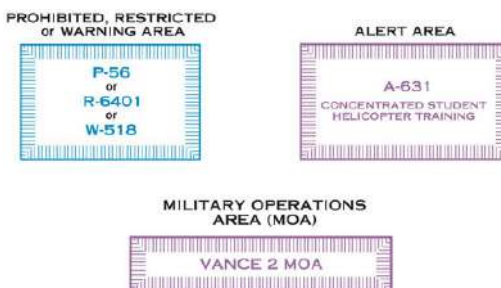 PROHIBITED, RESTRICTED
or WARNING AREA
P-56
or
R-6401
or
W-518
ALERT AREA
A-631
CONCENTRATED STUDENT
HELICOPTER TRAINING
MILITARY OPERATIONS
AREA (MOA)
VANCE 2 MOA